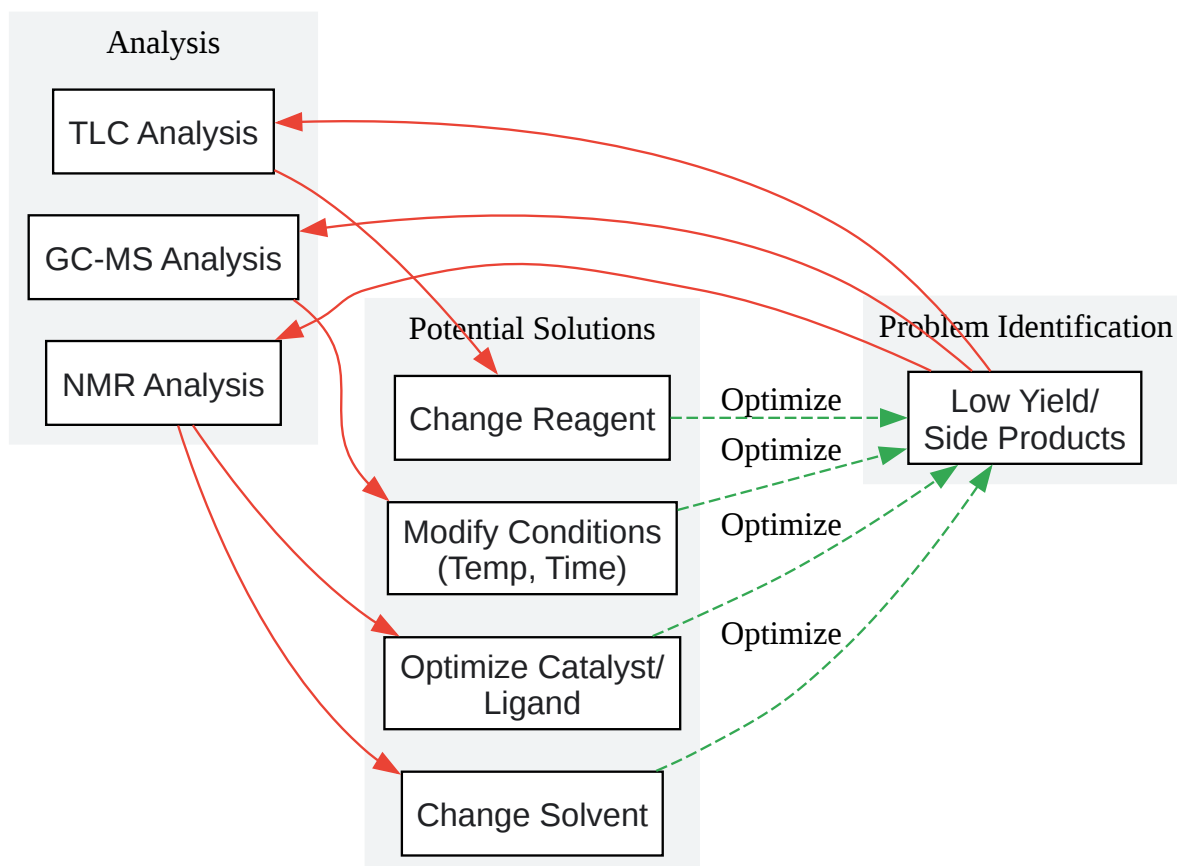 Analysis
TLC Analysis
GC-MS Analysis
NMR Analysis
Potential Solutions
Change Reagent
Modify Conditions
(Temp, Time)
Optimize Catalyst/
Ligand
Change Solvent
Optimize
Optimize
Optimize
Optimize
Problem Identification
Low Yield/
Side Products